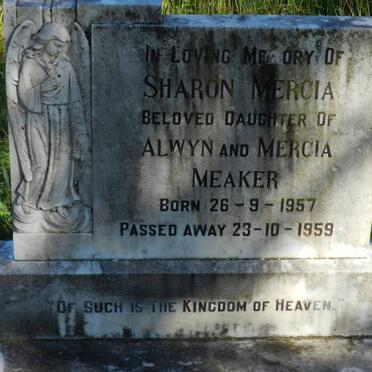 In Loving Memory Of
Sharon Mercia
Beloved Daughter Of
Alwyn and Mercia
Meaker
Born 26-9-1957
Passed away 23-10-1959
"Of Such is the Kingdom of Heaven."